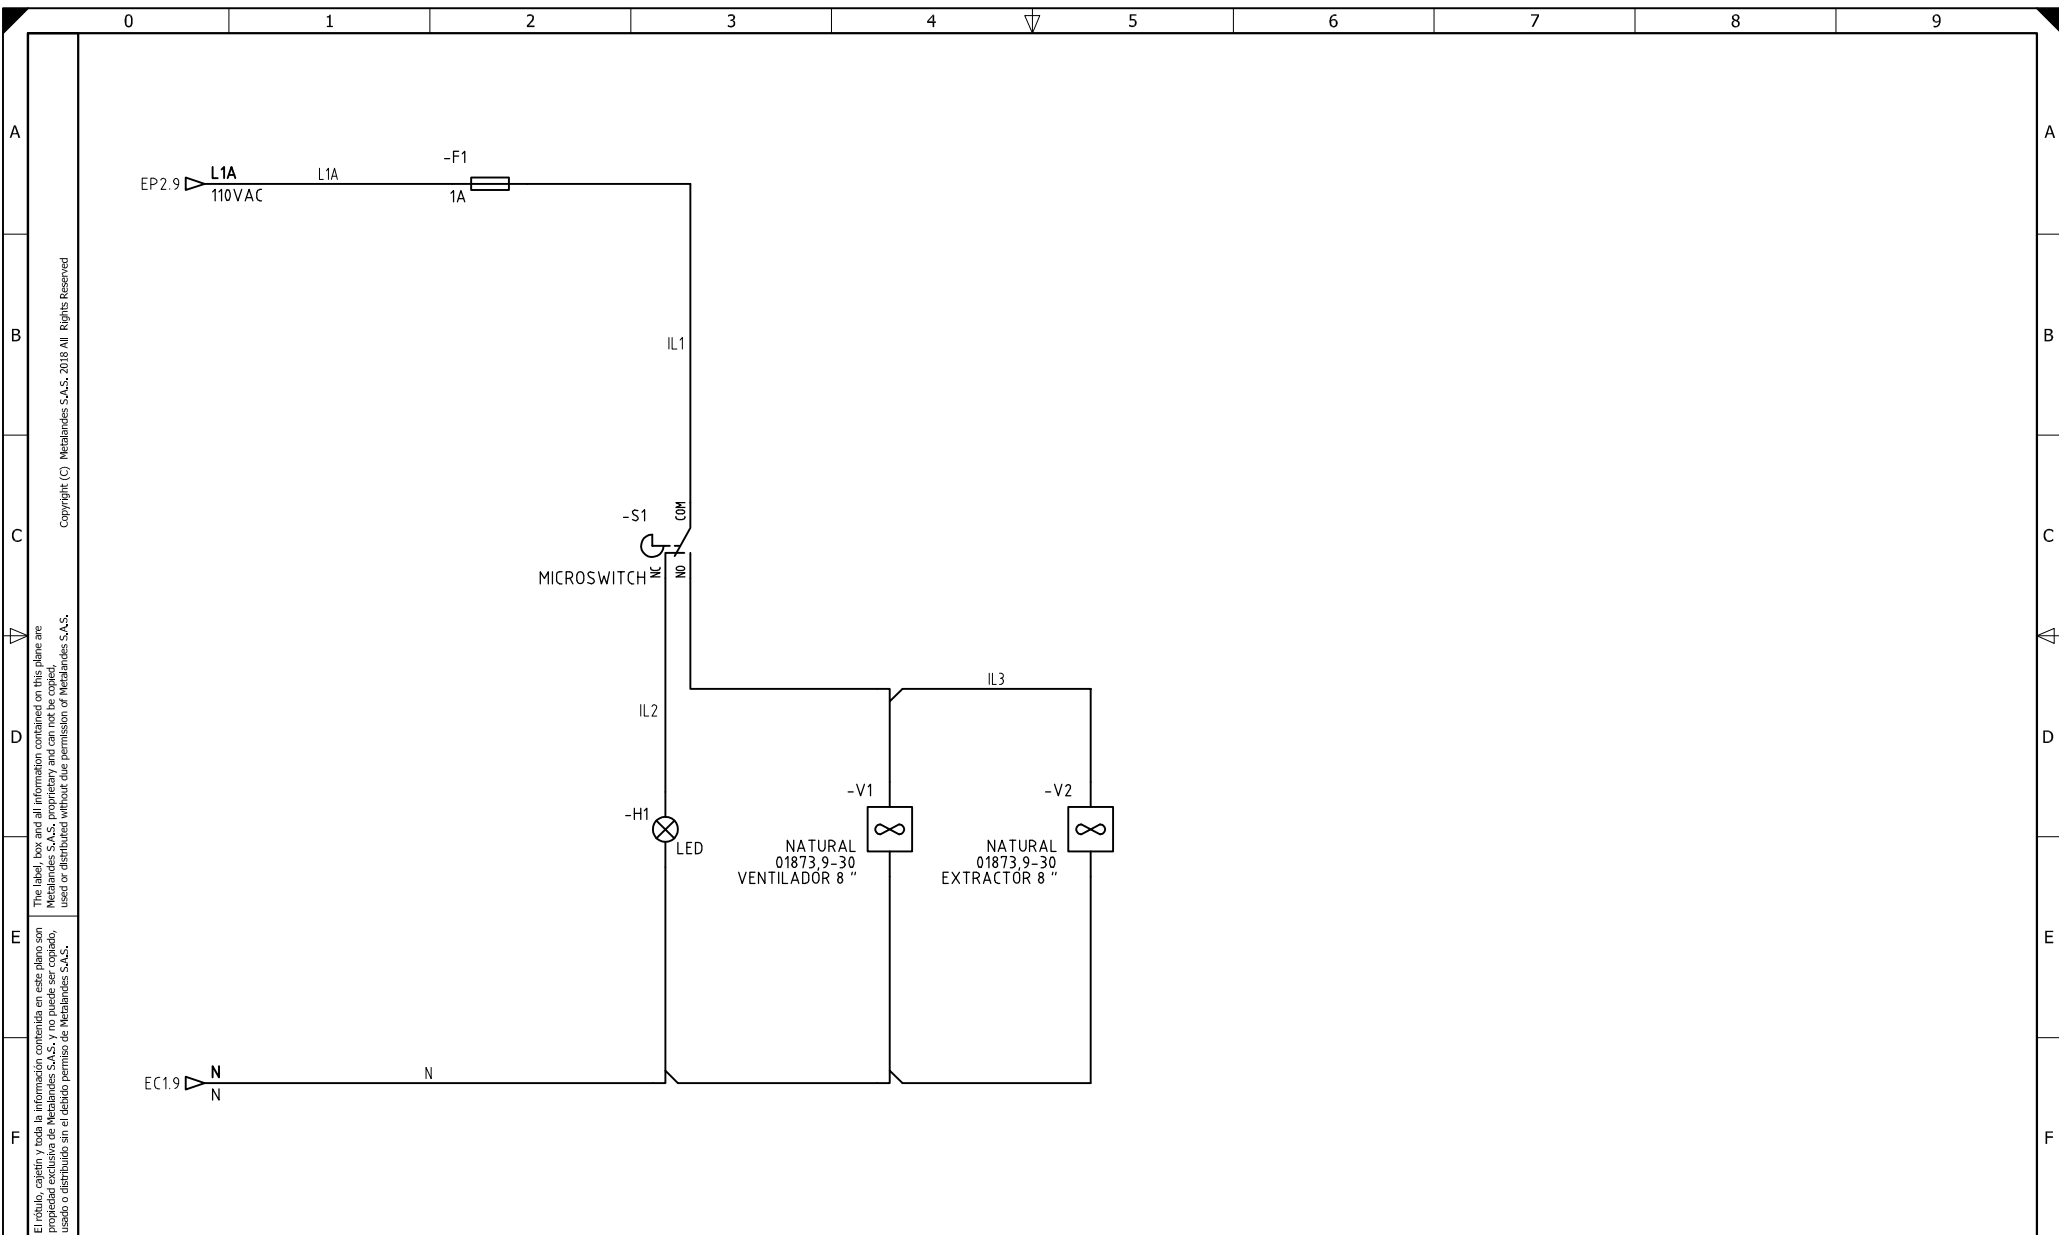 0 1 2 3 4 5 6 7 8 9
A A
-F1
EP2.9 L1A L1A
110VAC 1A
B B
IL1
C C
-S1 COM
MICROSWITCH NC NO
IL3
IL2
D D
-V1 -V2
-H1
LED
NATURAL
01873,9-30
VENTILADOR 8 "
NATURAL
01873,9-30
EXTRACTOR 8 "
E E
EC1.9 N N
N
F F
Copyright (C) Metalandes S.A.S. 2018 All Rights Reserved
The label, box and all information contained on this plane are
Metalandes S.A.S. proprietary and can not be copied,
used or distributed without due permission of Metalandes S.A.S.
El rótulo, cajetín y toda la información contenida en este plano son
propiedad exclusiva de Metalandes S.A.S. y no puede ser copiado,
usado o distribuido sin el debido permiso de Metalandes S.A.S.